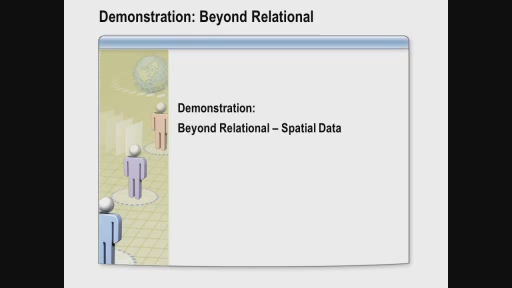 Demonstration: Beyond Relational
Demonstration:
Beyond Relational – Spatial Data